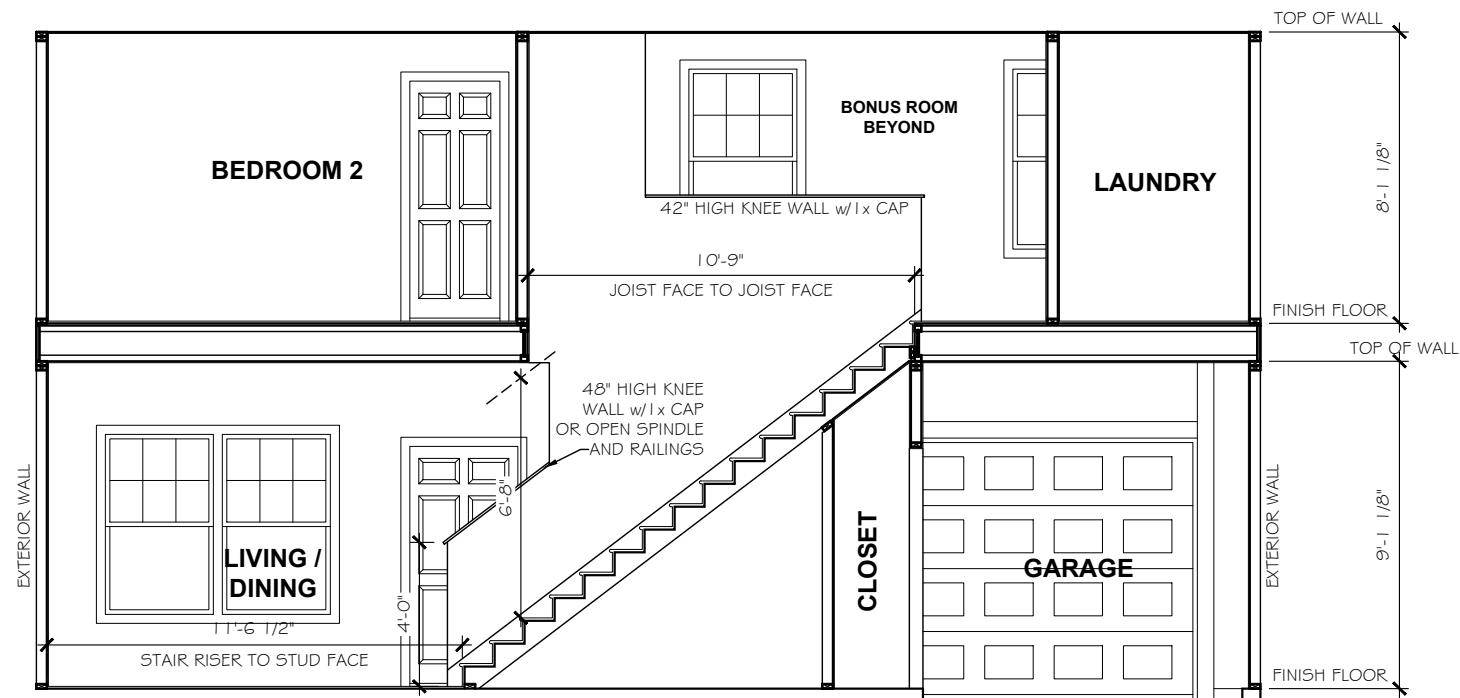 TOP OF WALL
BONUS ROOM
BEYOND
BEDROOM 2
LAUNDRY
8'-1 1/8"
42" HIGH KNEE WALL w/1x CAP
10'-9"
JOIST FACE TO JOIST FACE
FINISH FLOOR
TOP OF WALL
48" HIGH KNEE
WALL w/1x CAP
OR OPEN SPINDLE
AND RAILINGS
6'-8"
EXTERIOR WALL
LIVING /
DINING
CLOSET
GARAGE
EXTERIOR WALL
9'-1 1/8"
4'-0"
11'-6 1/2"
STAIR RISER TO STUD FACE
FINISH FLOOR